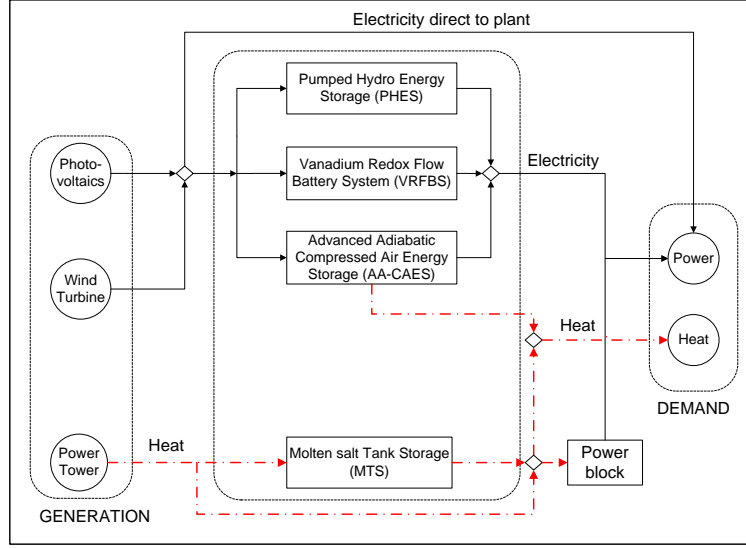 Electricity direct to plant
Pumped Hydro Energy
Storage (PHES)
Photo-
voltaics
Vanadium Redox Flow
Battery System (VRFBS)
Electricity
Wind
Turbine
Advanced Adiabatic
Compressed Air Energy
Storage (AA-CAES)
Power
Heat
Heat
DEMAND
Power
Tower
Heat
Molten salt Tank Storage
(MTS)
Power
block
GENERATION